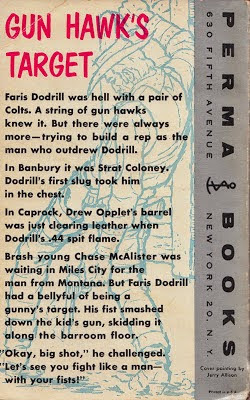 GUN HAWK'S
TARGET
Faris Dodrill was hell with a pair of
Colts. A string of gun hawks
knew it. But there were always
more—trying to build a rep as the
man who outdrew Dodrill.
In Banbury it was Strat Coloney.
Dodrill's first slug took him
in the chest.
In Caprock, Drew Opplet's barrel
was just clearing leather when
Dodrill's .44 spit flame.
Brash young Chase McAlister was
waiting in Miles City for the
man from Montana. But Faris Dodrill
had a bellyful of being a
gunny's target. His fist smashed
down the kid's gun, skidding it
along the barroom floor.
"Okay, big shot," he challenged.
"Let's see you fight like a man—
with your fists!"
PERMA BOOKS
630 FIFTH AVENUE
NEW YORK 20, N. Y.
Cover painting by
Jerry Allison
Printed in U.S.A.